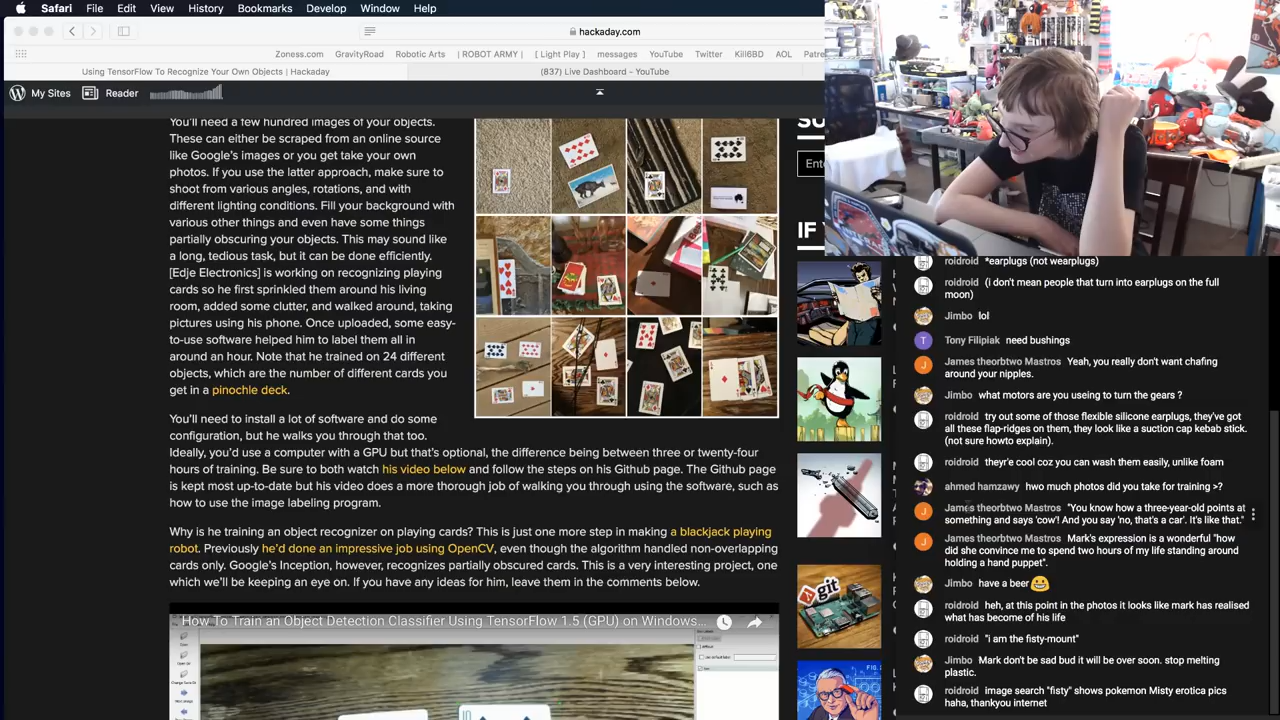 Safari File Edit View History Bookmarks Develop Window Help
hackaday.com
Zoness.com GravityRoad Robotic Arts | ROBOT ARMY | [ Light Play ] messages YouTube Twitter Kill6BD AOL Patre
Using TensorFlow To Recognize Your Own Objects | Hackaday
(837) Live Dashboard - YouTube
My Sites Reader
You'll need a few hundred images of your objects.
These can either be scraped from an online source
like Google's images or you get take your own
photos. If you use the latter approach, make sure to
shoot from various angles, rotations, and with
different lighting conditions. Fill your background with
various other things and even have some things
partially obscuring your objects. This may sound like
a long, tedious task, but it can be done efficiently.
[Edje Electronics] is working on recognizing playing
cards so he first sprinkled them around his living
room, added some clutter, and walked around, taking
pictures using his phone. Once uploaded, some easy-
to-use software helped him to label them all in
around an hour. Note that he trained on 24 different
objects, which are the number of different cards you
get in a pinochle deck.
You'll need to install a lot of software and do some
configuration, but he walks you through that too.
Ideally, you'd use a computer with a GPU but that's optional, the difference being between three or twenty-four
hours of training. Be sure to both watch his video below and follow the steps on his Github page. The Github page
is kept most up-to-date but his video does a more thorough job of walking you through using the software, such as
how to use the image labeling program.
Why is he training an object recognizer on playing cards? This is just one more step in making a blackjack playing
robot. Previously he'd done an impressive job using OpenCV, even though the algorithm handled non-overlapping
cards only. Google's Inception, however, recognizes partially obscured cards. This is a very interesting project, one
which we'll be keeping an eye on. If you have any ideas for him, leave them in the comments below.
How To Train an Object Detetion Classifier Using TensorFlow 1.5 (GPU) on Windows...
git
roidroid *earplugs (not wearplugs)
roidroid (i don't mean people that turn into earplugs on the full
moon)
Jimbo lol
T Tony Filipiak need bushings
J James theorbtwo Mastros Yeah, you really don't want chafing
around your nipples.
Jimbo what motors are you useing to turn the gears ?
roidroid try out some of those flexible silicone earplugs, they've got
all these flap-ridges on them, they look like a suction cap kebab stick.
(not sure howto explain).
roidroid theyr'e cool coz you can wash them easily, unlike foam
ahmed hamzawy hwo much photos did you take for training >?
J James theorbtwo Mastros "You know how a three-year-old points at
something and says 'cow'! And you say 'no, that's a car'. It's like that."
J James theorbtwo Mastros Mark's expression is a wonderful "how
did she convince me to spend two hours of my life standing around
holding a hand puppet".
Jimbo have a beer
roidroid heh, at this point in the photos it looks like mark has realised
what has become of his life
roidroid "i am the fisty-mount"
Jimbo Mark don't be sad bud it will be over soon. stop melting
plastic.
roidroid image search "fisty" shows pokemon Misty erotica pics
haha, thankyou internet